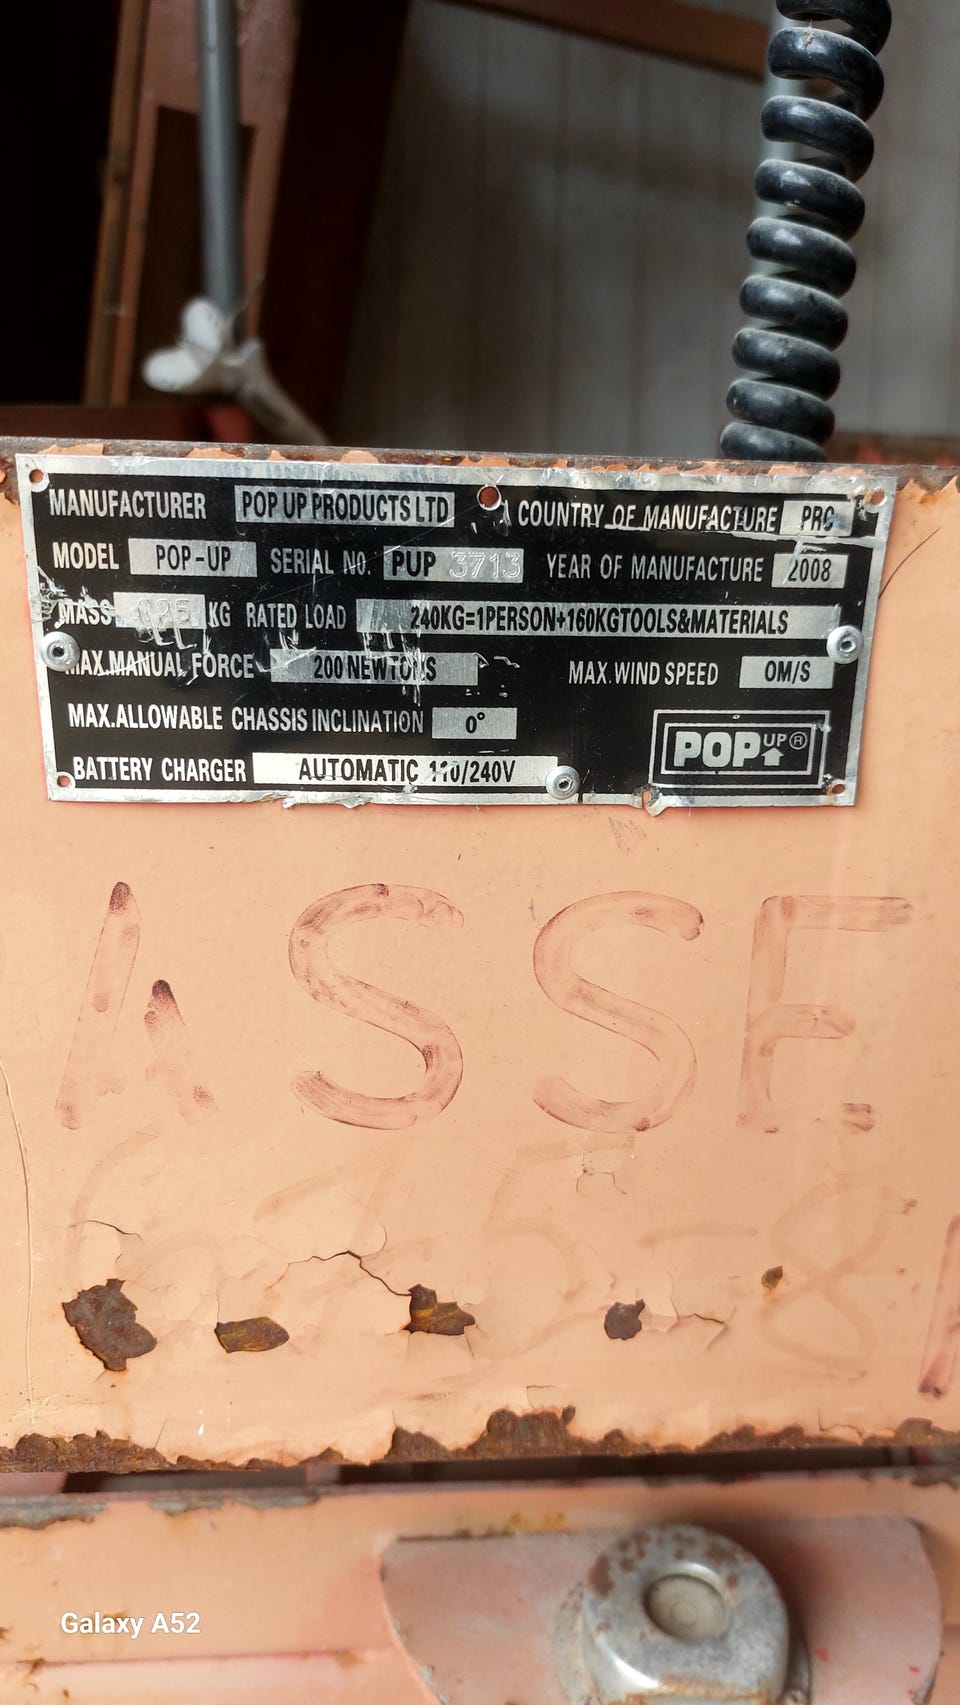 MANUFACTURER POP UP PRODUCTS LTD COUNTRY OF MANUFACTURE PRC
MODEL POP-UP SERIAL NO. PUP 3713 YEAR OF MANUFACTURE 2008
MASS KG RATED LOAD 240KG=1PERSON+160KGTOOLS&MATERIALS
MAX.MANUAL FORCE 200 NEWTONS MAX.WIND SPEED 0M/S
MAX.ALLOWABLE CHASSIS INCLINATION 0°
POP UP®
BATTERY CHARGER AUTOMATIC 110/240V
ASSE
Galaxy A52